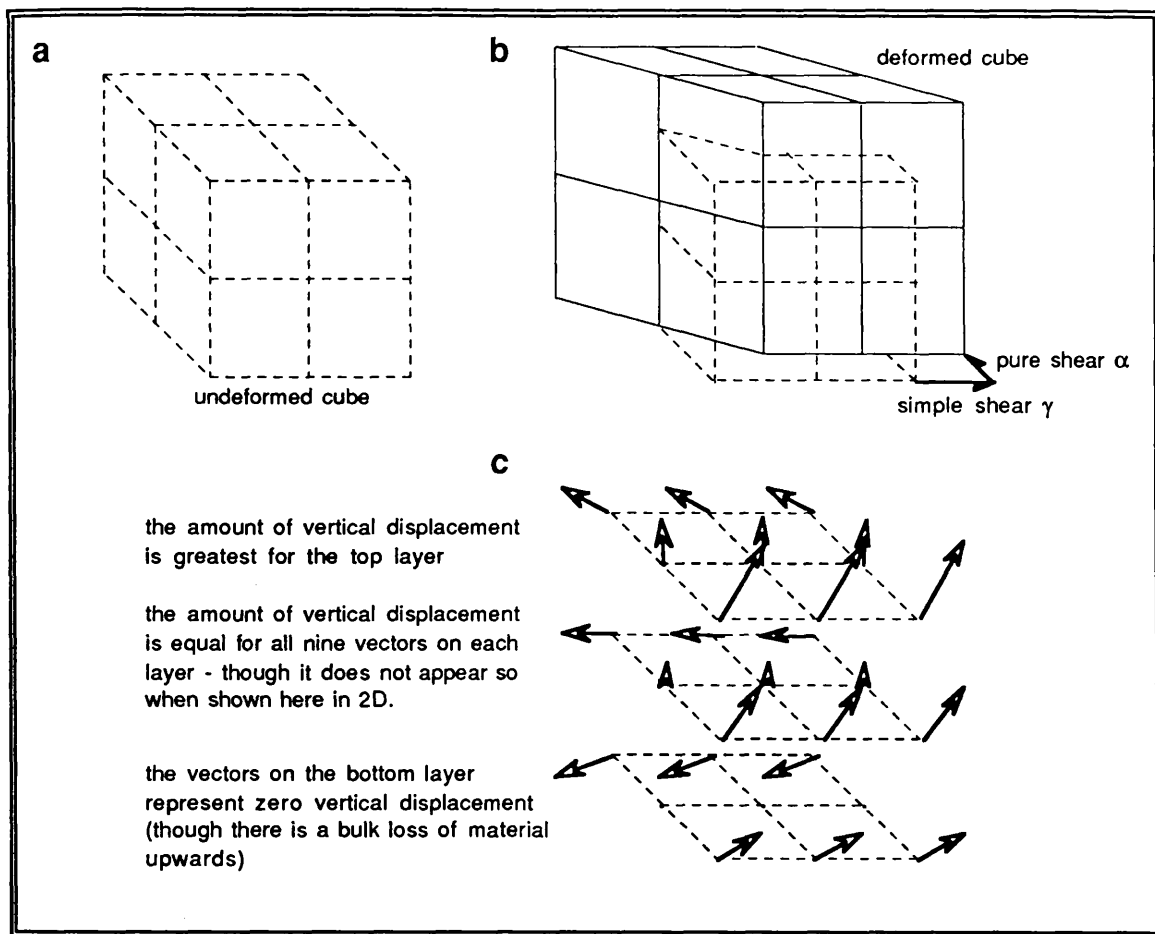 a
undeformed cube
b
deformed cube
pure shear α
simple shear γ
c
the amount of vertical displacement
is greatest for the top layer
the amount of vertical displacement
is equal for all nine vectors on each
layer - though it does not appear so
when shown here in 2D.
the vectors on the bottom layer
represent zero vertical displacement
(though there is a bulk loss of material
upwards)